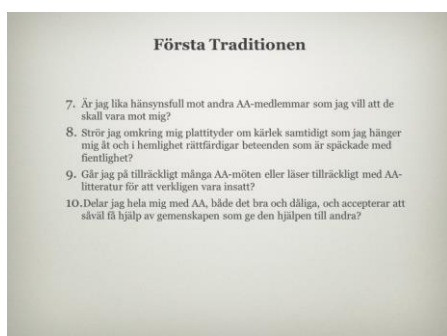 Första Traditionen
7. Är jag lika hänsynsfull mot andra AA-medlemmar som jag vill att de
skall vara mot mig?
8. Strör jag omkring mig plattityder om kärlek samtidigt som jag hänger
mig åt och i hemlighet rättfärdigar beteenden som är späckade med
fientlighet?
9. Går jag på tillräckligt många AA-möten eller läser tillräckligt med AA-
litteratur för att verkligen vara insatt?
10.Delar jag hela mig med AA, både det bra och dåliga, och accepterar att
såväl få hjälp av gemenskapen som ge den hjälpen till andra?